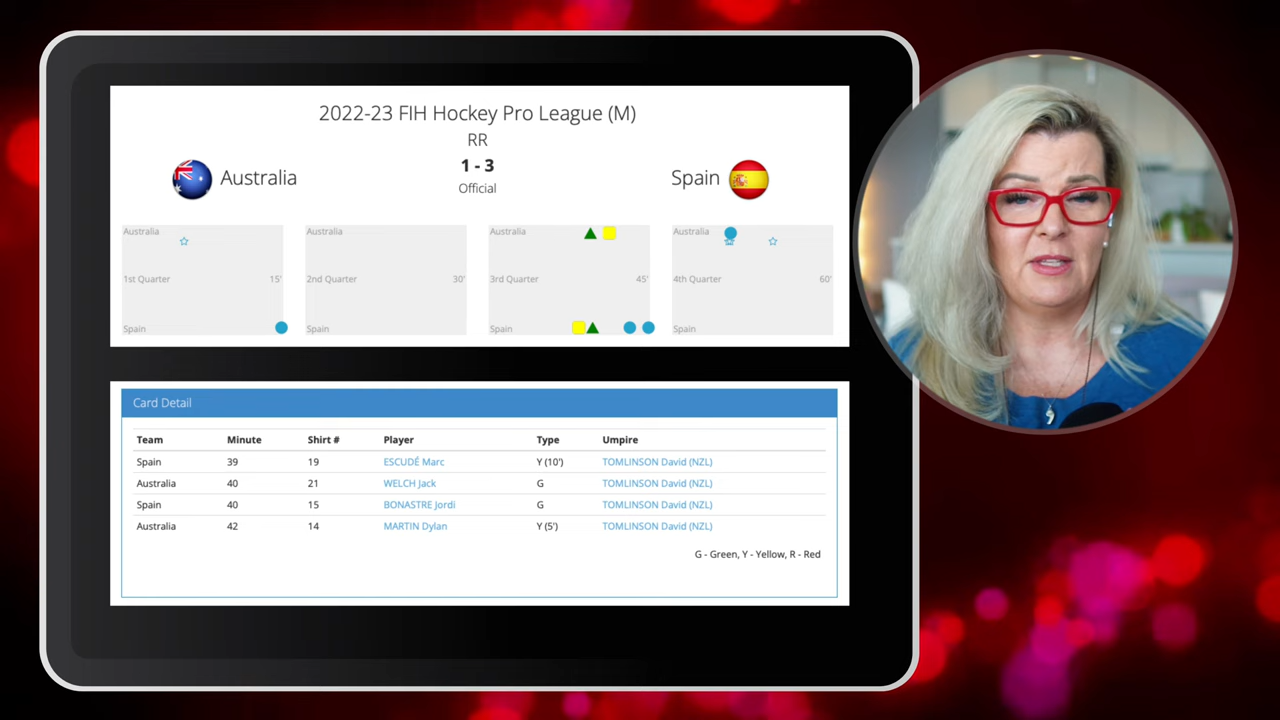 2022-23 FIH Hockey Pro League (M)
RR
1 - 3
Official
Australia
Spain
Australia
1st Quarter 15'
Spain
Australia
2nd Quarter 30'
Spain
Australia
3rd Quarter 45'
Spain
Australia
4th Quarter 60'
Spain
Card Detail
Team Minute Shirt # Player Type Umpire
Spain 39 19 ESCUDÉ Marc Y (10') TOMLINSON David (NZL)
Australia 40 21 WELCH Jack G TOMLINSON David (NZL)
Spain 40 15 BONASTRE Jordi G TOMLINSON David (NZL)
Australia 42 14 MARTIN Dylan Y (5') TOMLINSON David (NZL)
G - Green, Y - Yellow, R - Red